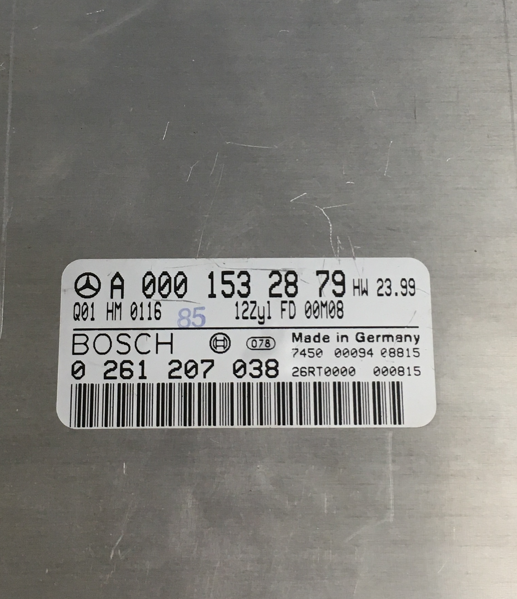 A 000 153 28 79 HW 23.99
Q01 HM 0116 85 12Zyl FD 00M08
BOSCH 078 Made in Germany
7450 00094 08815
0 261 207 038 26RT0000 000815